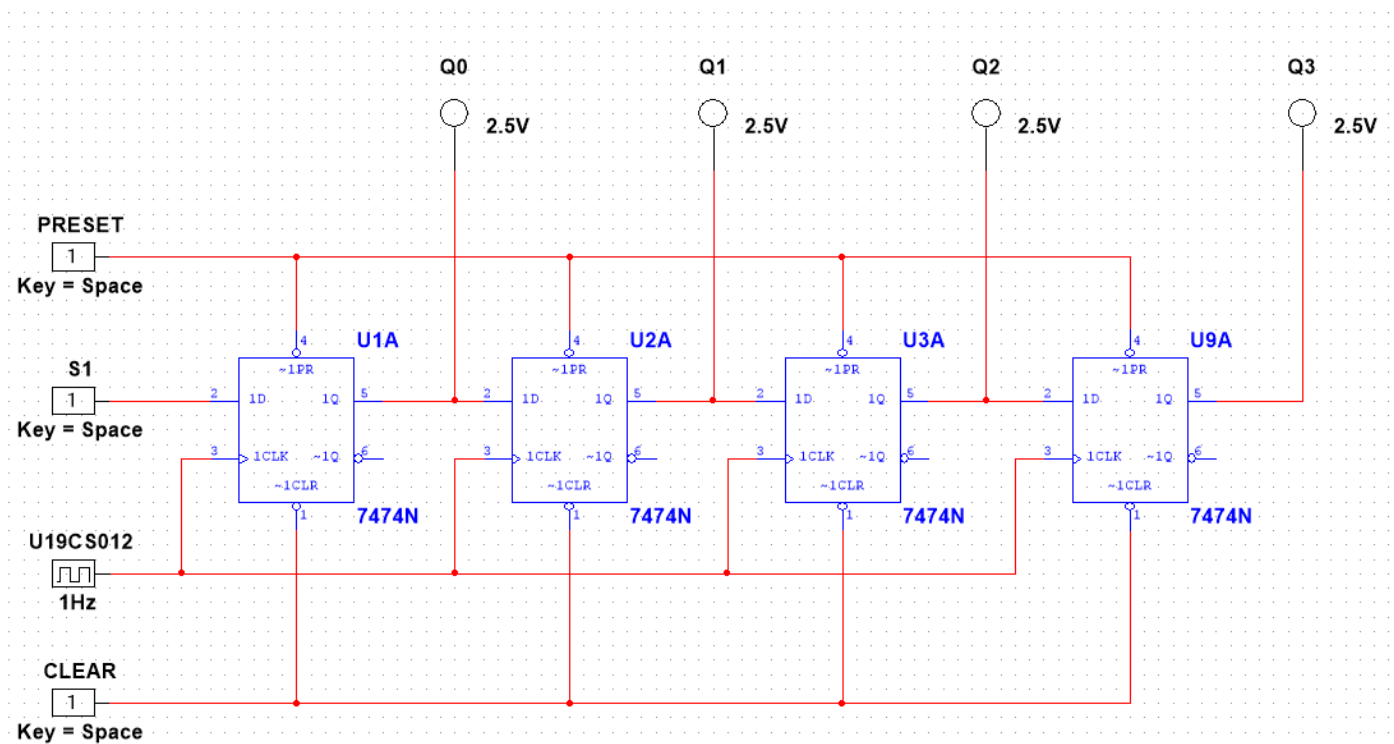 Q0 Q1 Q2 Q3
2.5V 2.5V 2.5V 2.5V
PRESET
1
Key = Space
4 U1A 4 U2A 4 U3A 4 U9A
~1PR ~1PR ~1PR ~1PR
S1
1 2 1D 1Q 5 2 1D 1Q 5 2 1D 1Q 5 2 1D 1Q 5
Key = Space
3 1CLK ~1Q 6 3 1CLK ~1Q 6 3 1CLK ~1Q 6 3 1CLK ~1Q 6
~1CLR ~1CLR ~1CLR ~1CLR
1 7474N 1 7474N 1 7474N 1 7474N
U19CS012
1Hz
CLEAR
1
Key = Space